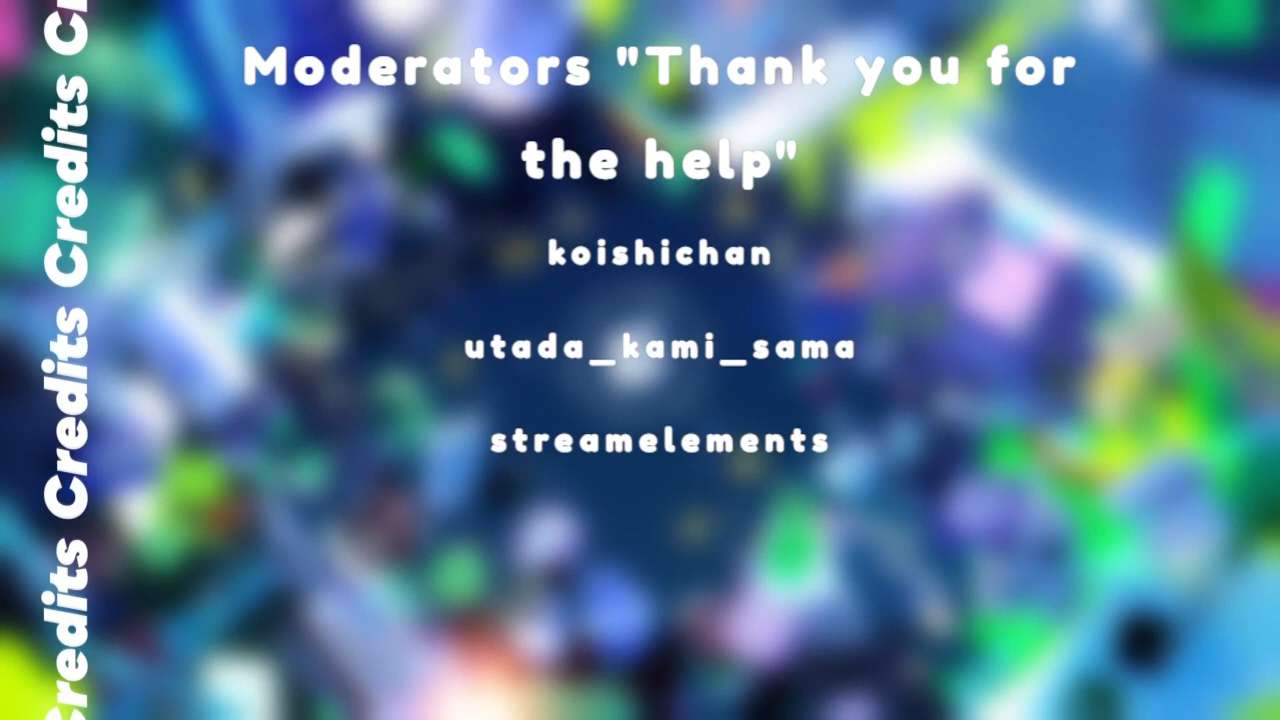 Moderators "Thank you for
the help"
koishichan
utada_kami_sama
streamelements
Credits Credits Credits Cr